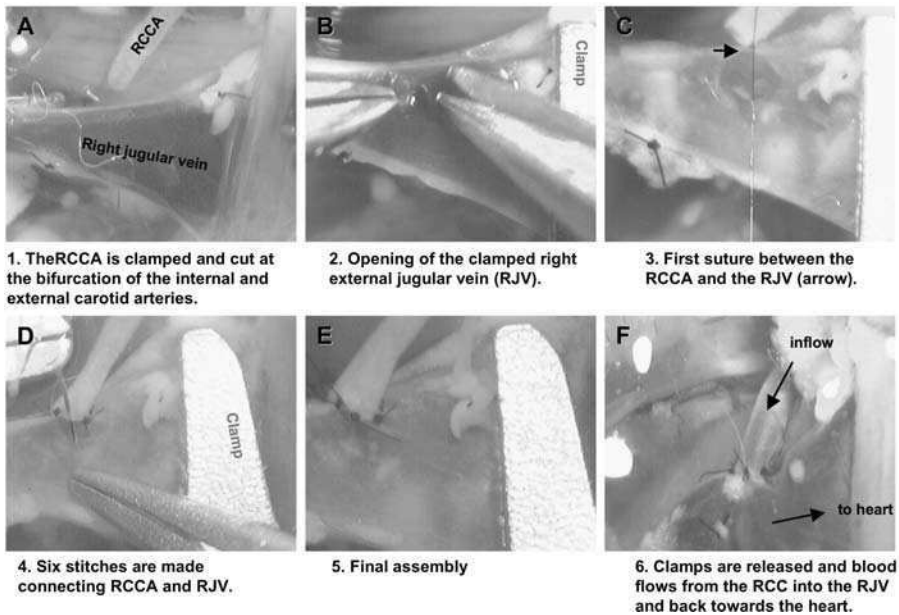 A
RCCA
Right jugular vein
B
Clamp
C
1. TheRCCA is clamped and cut at
the bifurcation of the internal and
external carotid arteries.
2. Opening of the clamped right
external jugular vein (RJV).
3. First suture between the
RCCA and the RJV (arrow).
D
Clamp
E
F
inflow
to heart
4. Six stitches are made
connecting RCCA and RJV.
5. Final assembly
6. Clamps are released and blood
flows from the RCC into the RJV
and back towards the heart.